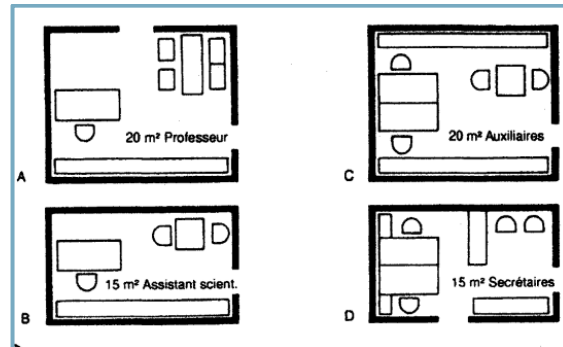 20 m² Professeur
A
20 m² Auxiliaires
C
15 m² Assistant scient.
B
15 m² Secrétaires
D